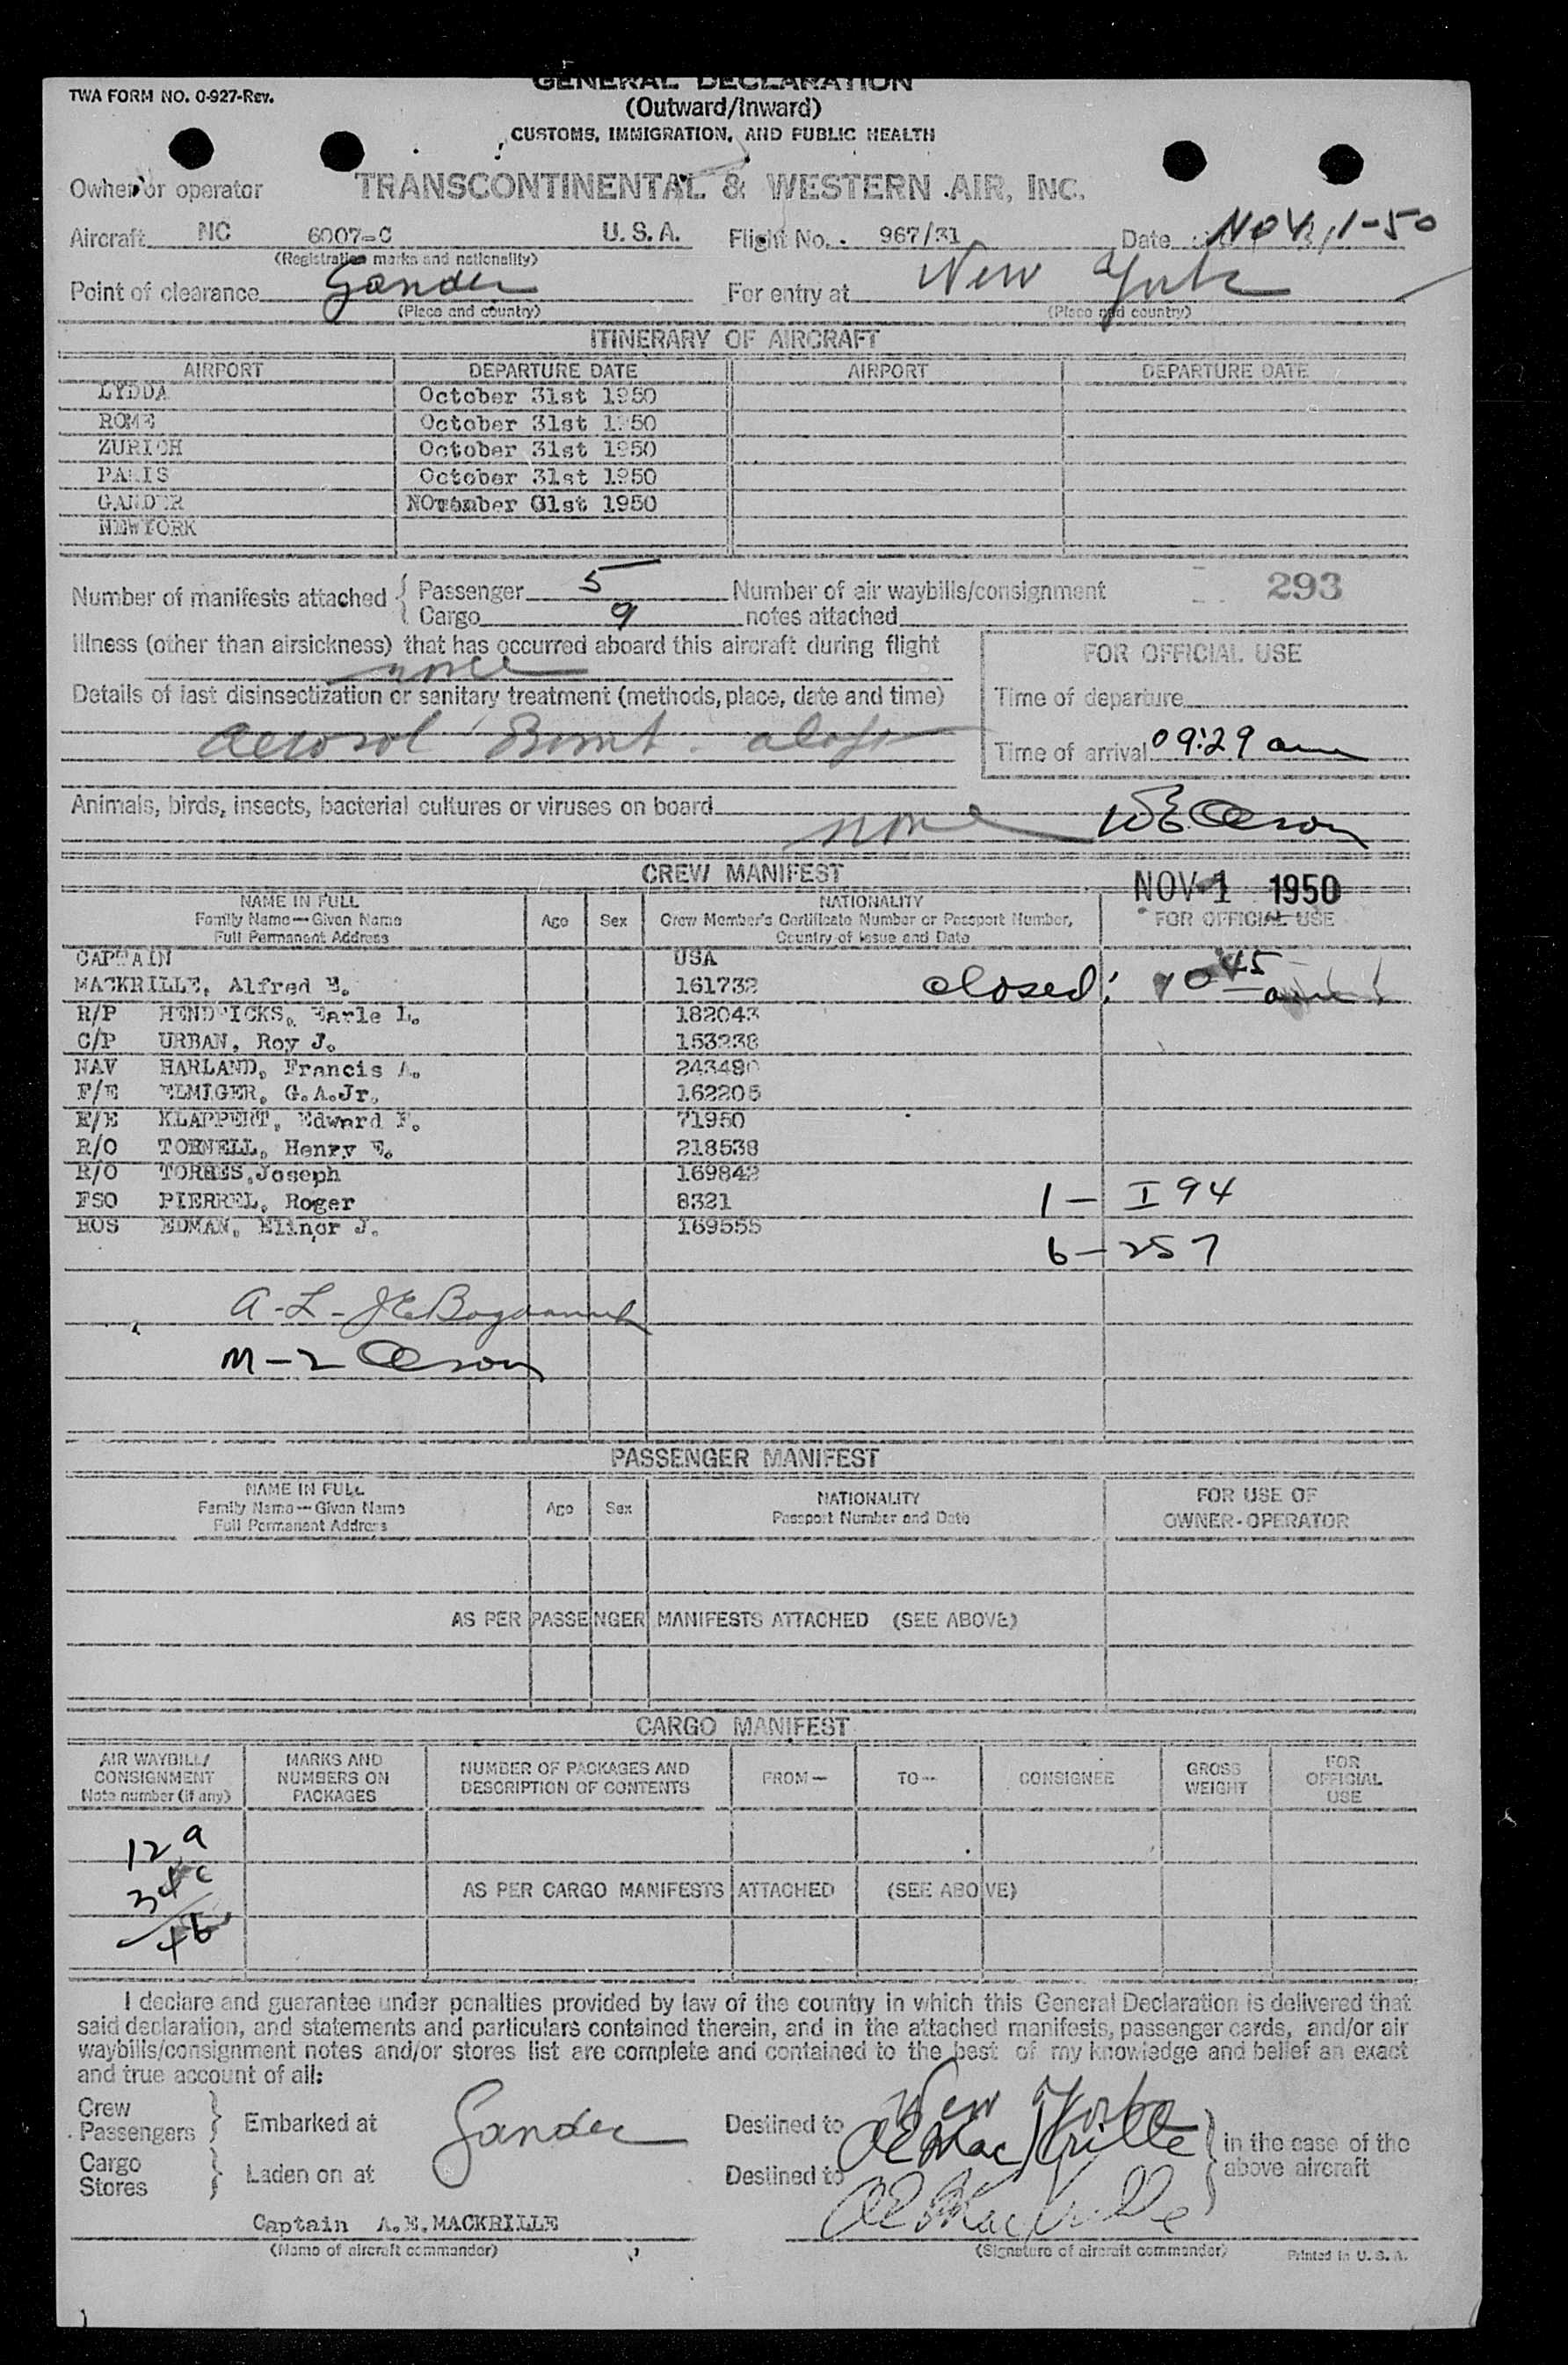 GENERAL DECLARATION
TWA FORM NO. 0-927-Rev.
(Outward/Inward)
CUSTOMS, IMMIGRATION, AND PUBLIC HEALTH
Owner or operator TRANSCONTINENTAL & WESTERN AIR, INC.
Aircraft NC 6007-C U.S.A. Flight No. 967/31 Date NOV. 1-50
(Registration marks and nationality)
Point of clearance Gander For entry at New York
(Place and country) (Place and country)
ITINERARY OF AIRCRAFT
AIRPORT DEPARTURE DATE AIRPORT DEPARTURE DATE
LYDDA October 31st 1950
ROME October 31st 1950
ZURICH October 31st 1950
PARIS October 31st 1950
GANDER NOvember 01st 1950
NEWYORK
Number of manifests attached { Passenger 5 Number of air waybills/consignment 293
Cargo 9 notes attached
Illness (other than airsickness) that has occurred aboard this aircraft during flight
none
FOR OFFICIAL USE
Details of last disinsectization or sanitary treatment (methods, place, date and time)
Time of departure
Aerosol Bomb
Time of arrival 09:29 am
Animals, birds, insects, bacterial cultures or viruses on board none
CREW MANIFEST
NOV-1 1950
NAME IN FULL
Family Name—Given Name
Full Permanent Address
Age Sex
NATIONALITY
Crew Member's Certificate Number or Passport Number,
Country of Issue and Date
FOR OFFICIAL USE
CAPTAIN USA
MACKRILLE, Alfred E. 161732 closed: 10 45 am
R/P HENDRICKS, Earle L. 182043
C/P URBAN, Roy J. 153238
NAV HARLAND, Francis A. 243490
F/E ELMIGER, G.A.Jr. 162205
F/E KLAPPERT, Edward F. 71950
R/O TORNELL, Henry E. 218538
R/O TORRES,Joseph 169842
FSO PIERREL, Roger 8321 1- I 94
HOS EDMAN, Elinor J. 169555
6-257
A-L-JE
M-2
PASSENGER MANIFEST
NAME IN FULL
Family Name—Given Name
Full Permanent Address
Age Sex
NATIONALITY
Passport Number and Date
FOR USE OF
OWNER-OPERATOR
AS PER PASSENGER MANIFESTS ATTACHED (SEE ABOVE)
CARGO MANIFEST
AIR WAYBILL/
CONSIGNMENT
Note number (if any)
MARKS AND
NUMBERS ON
PACKAGES
NUMBER OF PACKAGES AND
DESCRIPTION OF CONTENTS
FROM— TO— CONSIGNEE
GROSS
WEIGHT
FOR
OFFICIAL
USE
12 a
34 c
46
AS PER CARGO MANIFESTS ATTACHED (SEE ABOVE)
I declare and guarantee under penalties provided by law of the country in which this General Declaration is delivered that
said declaration, and statements and particulars contained therein, and in the attached manifests, passenger cards, and/or air
waybills/consignment notes and/or stores list are complete and contained to the best of my knowledge and belief an exact
and true account of all:
Crew
Passengers } Embarked at Gander Destined to New York
AE MacKrille
in the case of the
above aircraft
Cargo
Stores } Laden on at Destined to
AE MacKrille
Captain A.E.MACKRILLE
(Name of aircraft commander) (Signature of aircraft commander) Printed in U. S. A.